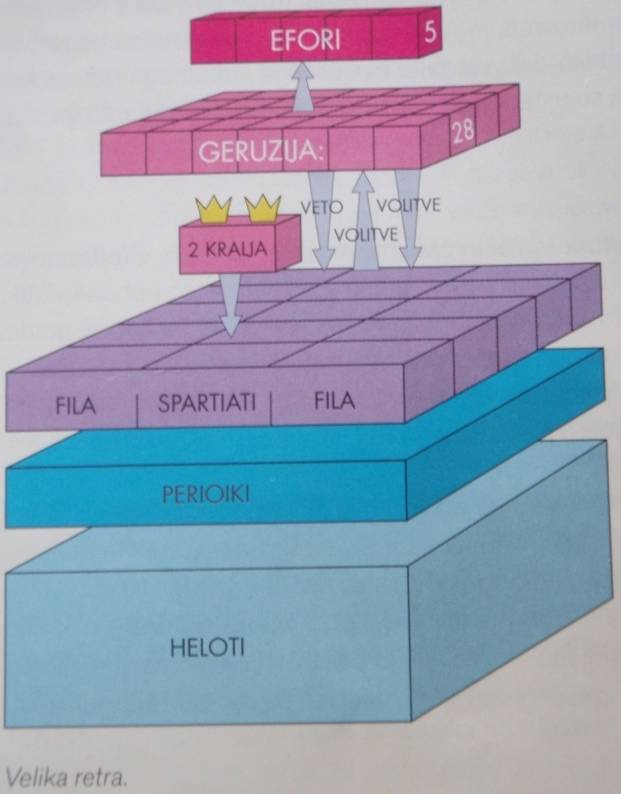 EFORI 5
GERUZIJA: 28
VETO VOLITVE
VOLITVE
2 KRALJA
FILA SPARTIATI FILA
PERIOIKI
HELOTI
Velika retra.